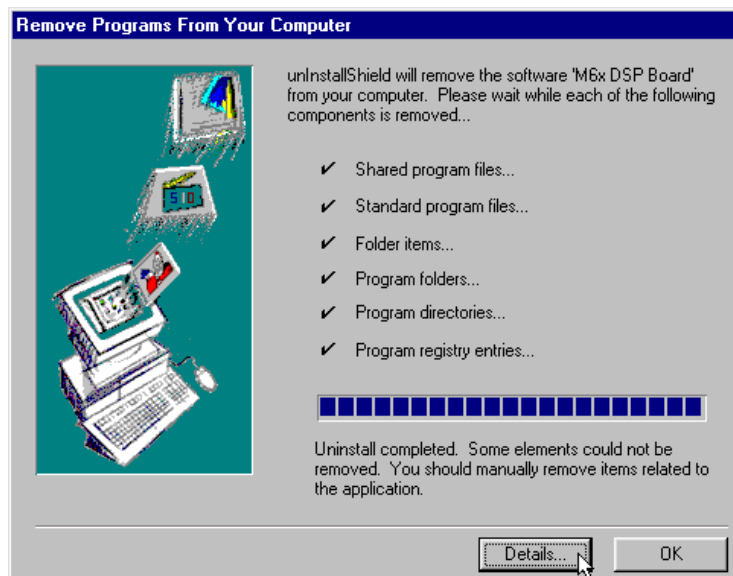 Remove Programs From Your Computer
unInstallShield will remove the software 'M6x DSP Board'
from your computer.  Please wait while each of the following
components is removed...
✔ Shared program files...
✔ Standard program files...
✔ Folder items...
✔ Program folders...
✔ Program directories...
✔ Program registry entries...
Uninstall completed.  Some elements could not be
removed.  You should manually remove items related to
the application.
Details...
OK